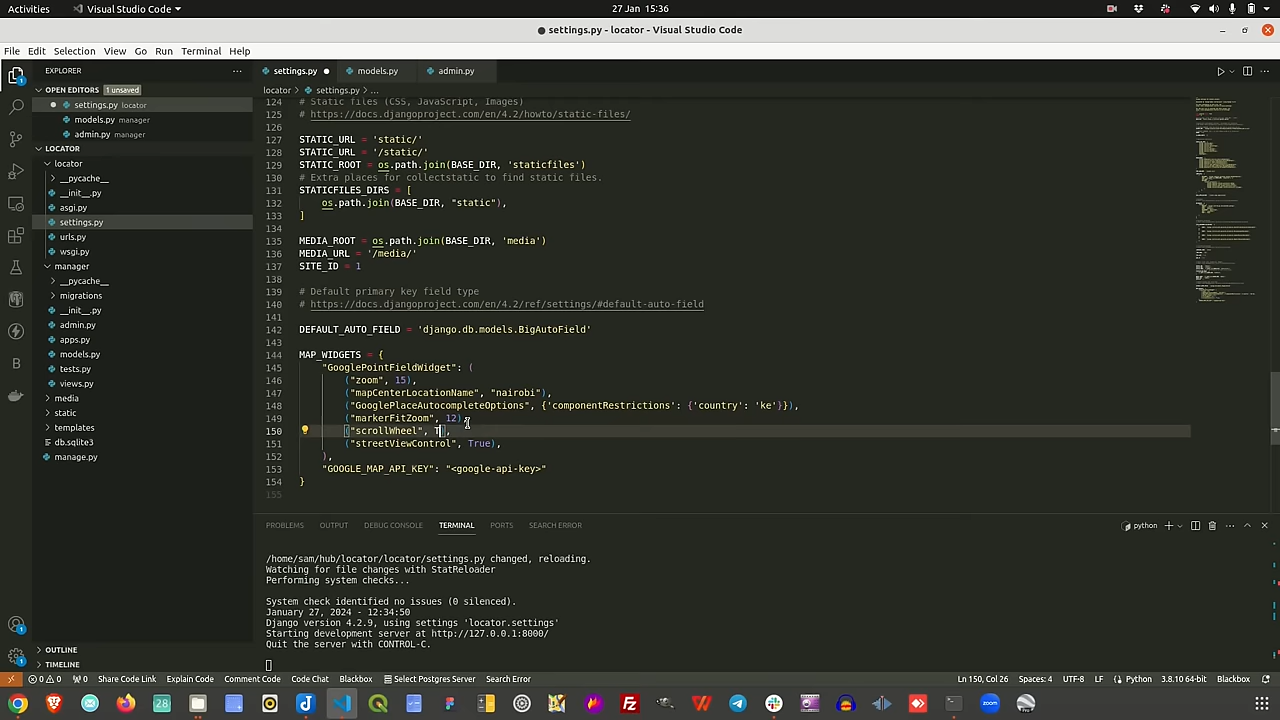 Activities
Visual Studio Code
27 Jan 15:36
● settings.py - locator - Visual Studio Code
File Edit Selection View Go Run Terminal Help
EXPLORER
OPEN EDITORS 1 unsaved
settings.py locator
models.py manager
admin.py manager
LOCATOR
locator
__pycache__
__init__.py
asgi.py
settings.py
urls.py
wsgi.py
manager
__pycache__
migrations
__init__.py
admin.py
apps.py
models.py
tests.py
views.py
media
static
templates
db.sqlite3
manage.py
OUTLINE
TIMELINE
settings.py ● models.py admin.py
locator > settings.py > ...
124 # Static files (CSS, JavaScript, Images)
125 # https://docs.djangoproject.com/en/4.2/howto/static-files/
126
127 STATIC_URL = 'static/'
128 STATIC_URL = '/static/'
129 STATIC_ROOT = os.path.join(BASE_DIR, 'staticfiles')
130 # Extra places for collectstatic to find static files.
131 STATICFILES_DIRS = [
132 os.path.join(BASE_DIR, "static"),
133 ]
134
135 MEDIA_ROOT = os.path.join(BASE_DIR, 'media')
136 MEDIA_URL = '/media/'
137 SITE_ID = 1
138
139 # Default primary key field type
140 # https://docs.djangoproject.com/en/4.2/ref/settings/#default-auto-field
141
142 DEFAULT_AUTO_FIELD = 'django.db.models.BigAutoField'
143
144 MAP_WIDGETS = {
145 "GooglePointFieldWidget": (
146 ("zoom", 15),
147 ("mapCenterLocationName", "nairobi"),
148 ("GooglePlaceAutocompleteOptions", {'componentRestrictions': {'country': 'ke'}}),
149 ("markerFitZoom", 12),
150 ("scrollWheel", T),
151 ("streetViewControl", True),
152 ),
153 "GOOGLE_MAP_API_KEY": "<google-api-key>"
154 }
155
PROBLEMS OUTPUT DEBUG CONSOLE TERMINAL PORTS SEARCH ERROR
python
/home/sam/hub/locator/locator/settings.py changed, reloading.
Watching for file changes with StatReloader
Performing system checks...
System check identified no issues (0 silenced).
January 27, 2024 - 12:34:50
Django version 4.2.9, using settings 'locator.settings'
Starting development server at http://127.0.0.1:8000/
Quit the server with CONTROL-C.
0 0 0 Share Code Link Explain Code Comment Code Code Chat Blackbox Select Postgres Server Search Error Ln 150, Col 26 Spaces: 4 UTF-8 LF Python 3.8.10 64-bit Blackbox